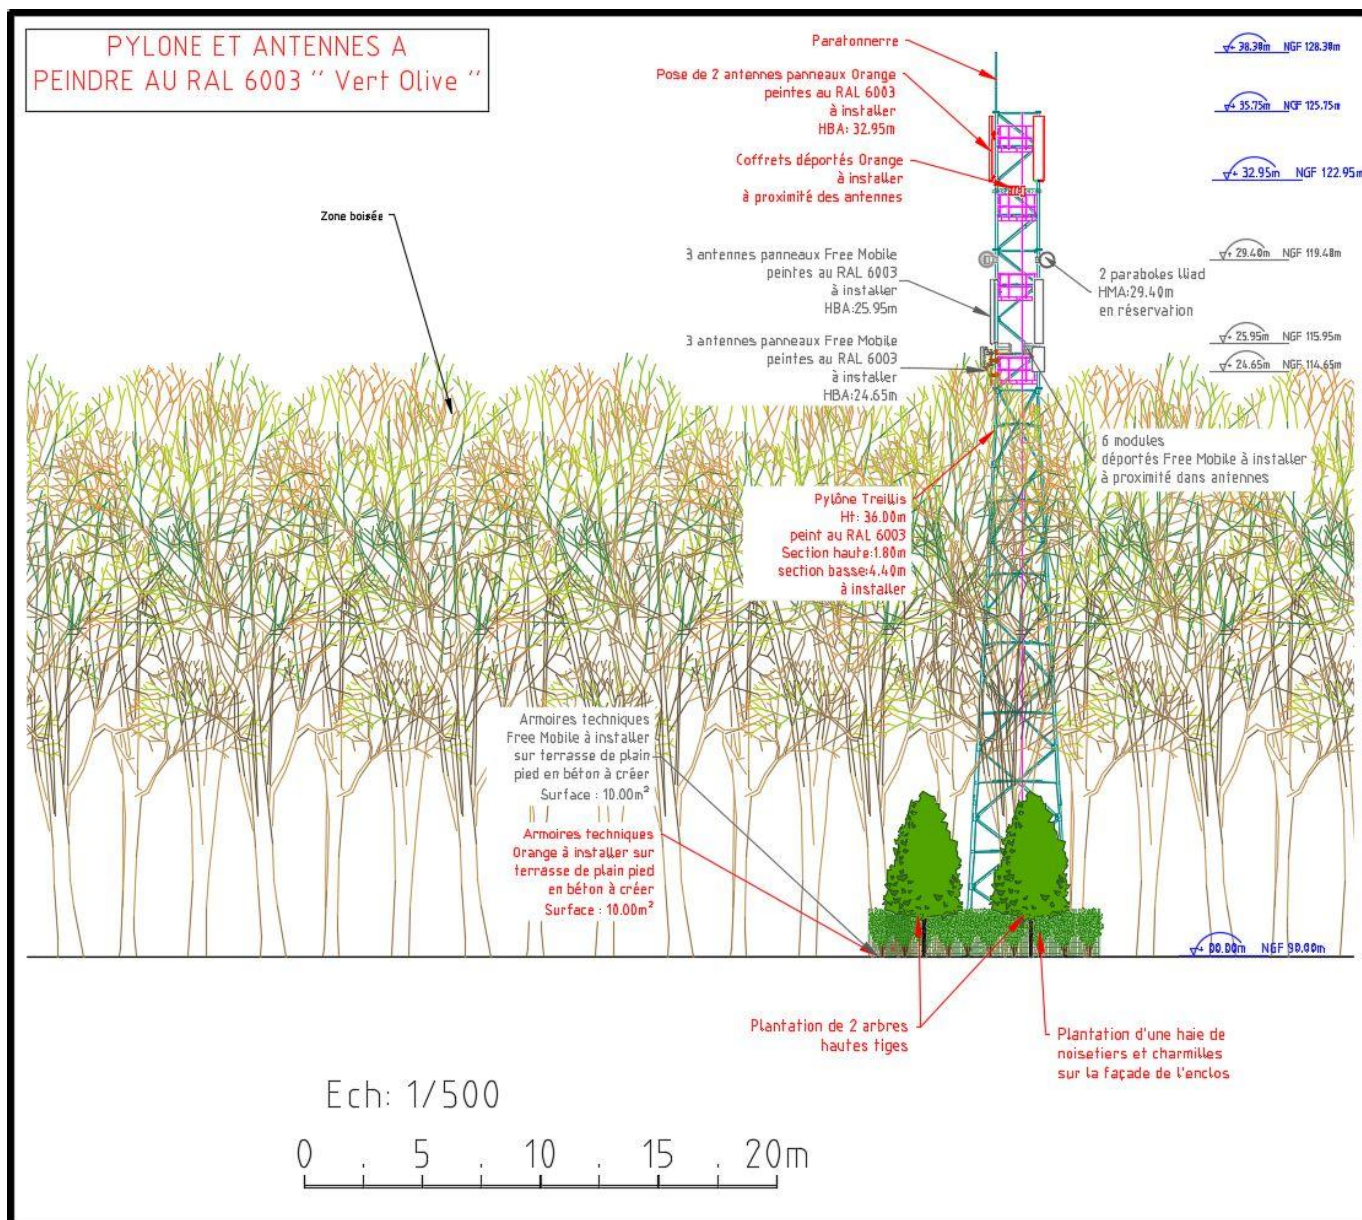 PYLONE ET ANTENNES A
PEINDRE AU RAL 6003 '' Vert Olive ''
Paratonnerre
Pose de 2 antennes panneaux Orange
peintes au RAL 6003
à installer
HBA: 32.95m
Coffrets déportés Orange
à installer
à proximité des antennes
Zone boisée
3 antennes panneaux Free Mobile
peintes au RAL 6003
à installer
HBA:25.95m
3 antennes panneaux Free Mobile
peintes au RAL 6003
à installer
HBA:24.65m
2 paraboles Iliad
HMA:29.40m
en réservation
6 modules
déportés Free Mobile à installer
à proximité dans antennes
Pylône Treillis
Ht: 36.00m
peint au RAL 6003
Section haute:1.80m
section basse:4.40m
à installer
Armoires techniques
Free Mobile à installer
sur terrasse de plain
pied en béton à créer
Surface : 10.00m²
Armoires techniques
Orange à installer sur
terrasse de plain pied
en béton à créer
Surface : 10.00m²
Plantation de 2 arbres
hautes tiges
Plantation d'une haie de
noisetiers et charmilles
sur la façade de l'enclos
+ 38.30m NGF 128.30m
+ 35.75m NGF 125.75m
+ 32.95m NGF 122.95m
+ 29.40m NGF 119.40m
+ 25.95m NGF 115.95m
+ 24.65m NGF 114.65m
+ 00.00m NGF 90.00m
Ech: 1/500
0 . 5 . 10 . 15 . 20m